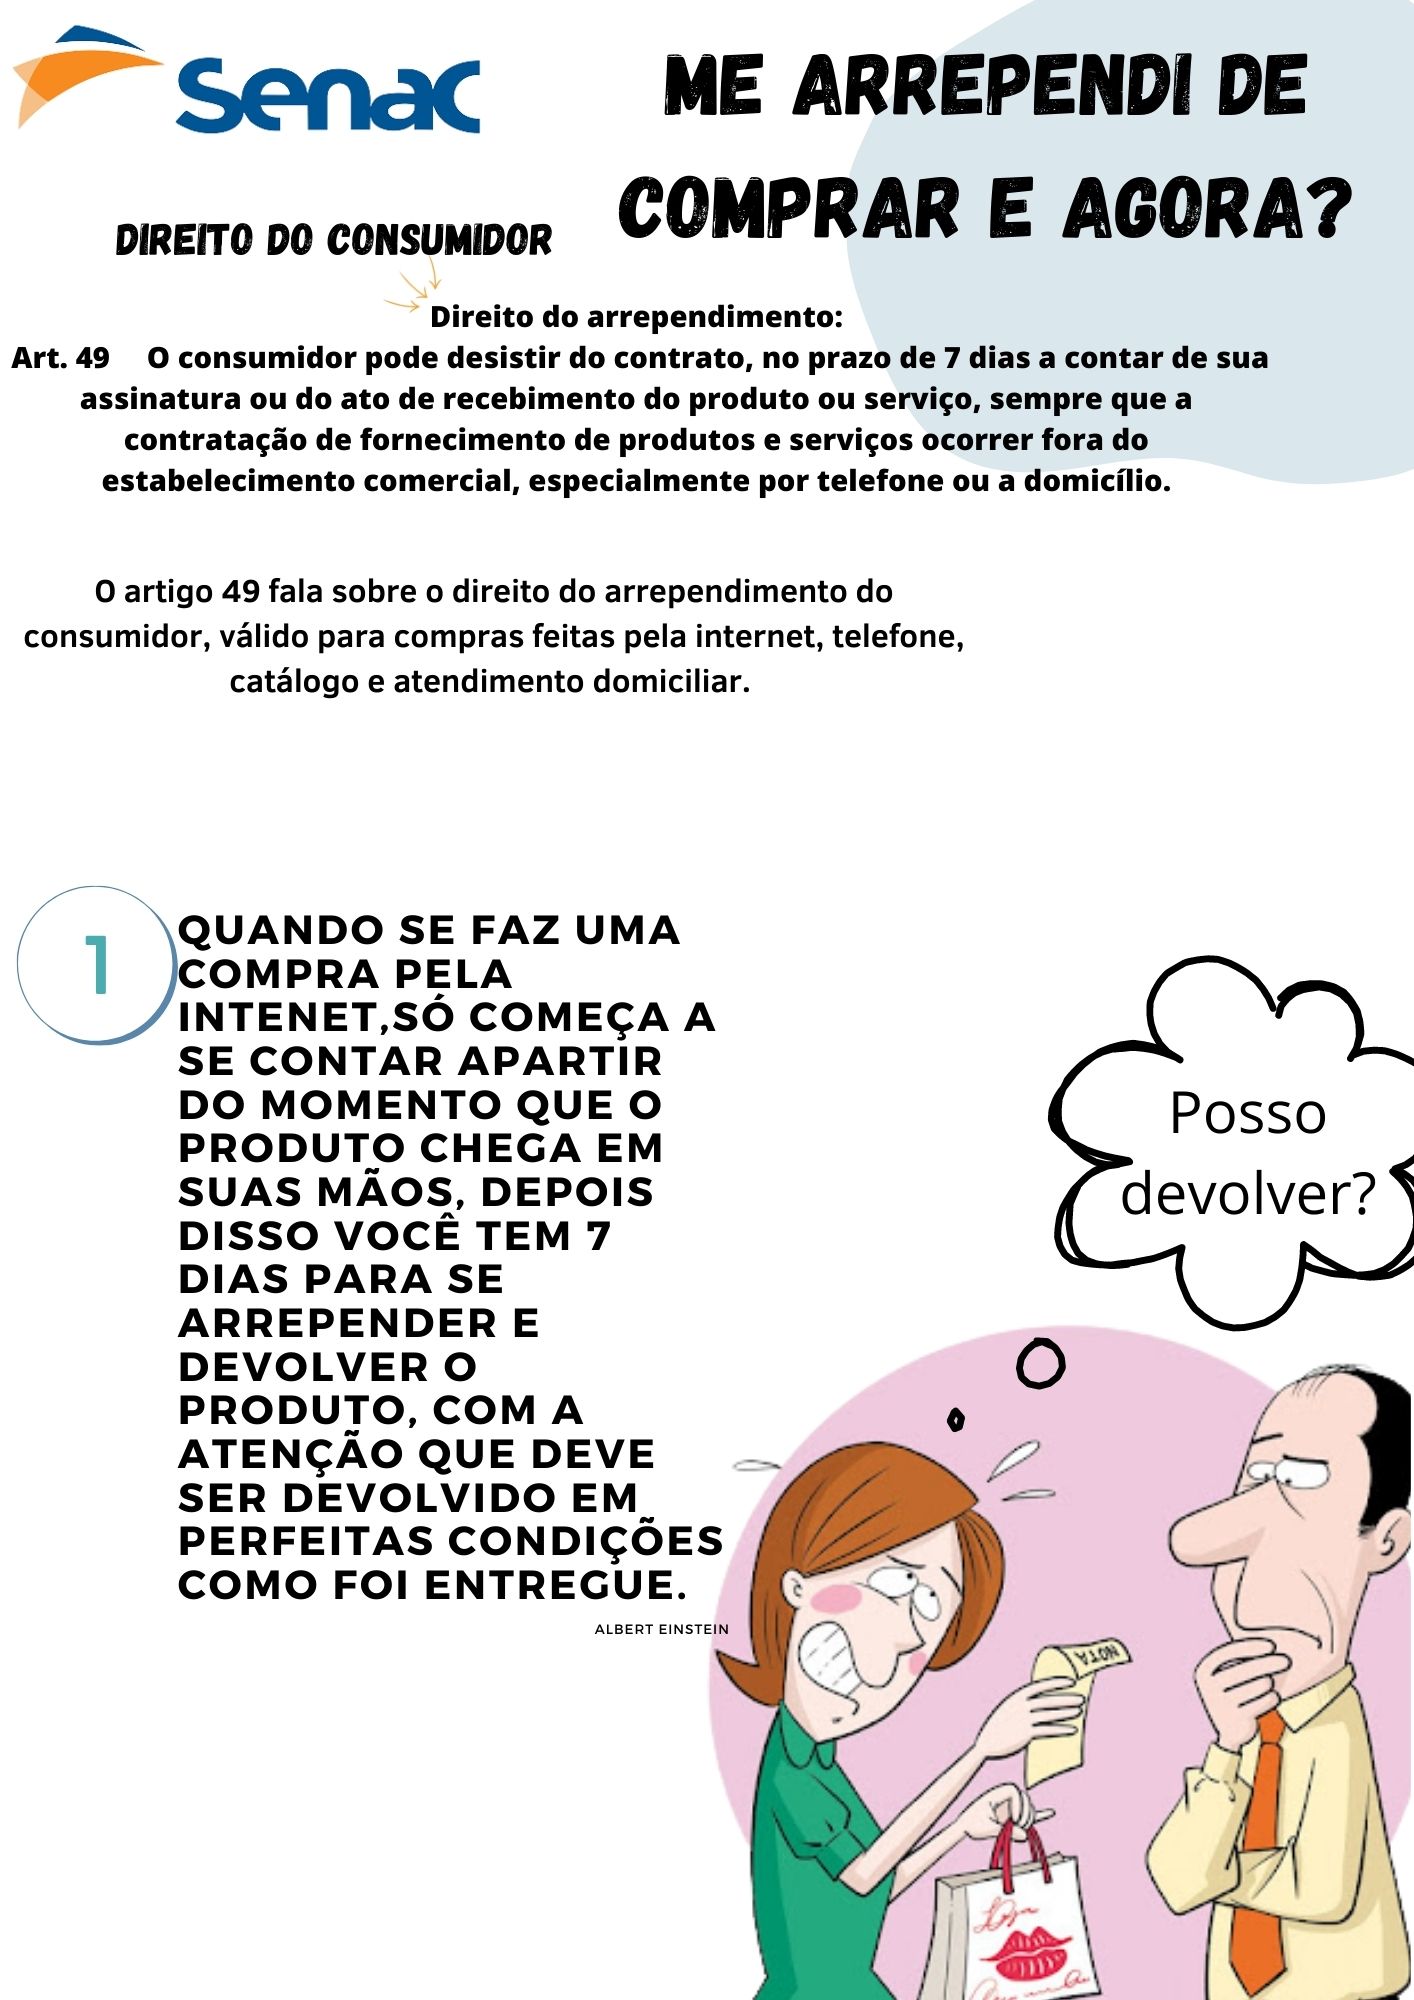 Senac
ME ARREPENDI DE
COMPRAR E AGORA?
DIREITO DO CONSUMIDOR
Direito do arrependimento:
Art. 49 O consumidor pode desistir do contrato, no prazo de 7 dias a contar de sua
assinatura ou do ato de recebimento do produto ou serviço, sempre que a
contratação de fornecimento de produtos e serviços ocorrer fora do
estabelecimento comercial, especialmente por telefone ou a domicílio.
O artigo 49 fala sobre o direito do arrependimento do
consumidor, válido para compras feitas pela internet, telefone,
catálogo e atendimento domiciliar.
1
QUANDO SE FAZ UMA
COMPRA PELA
INTENET,SÓ COMEÇA A
SE CONTAR APARTIR
DO MOMENTO QUE O
PRODUTO CHEGA EM
SUAS MÃOS, DEPOIS
DISSO VOCÊ TEM 7
DIAS PARA SE
ARREPENDER E
DEVOLVER O
PRODUTO, COM A
ATENÇÃO QUE DEVE
SER DEVOLVIDO EM
PERFEITAS CONDIÇÕES
COMO FOI ENTREGUE.
ALBERT EINSTEIN
Posso
devolver?
NOTA
Loja